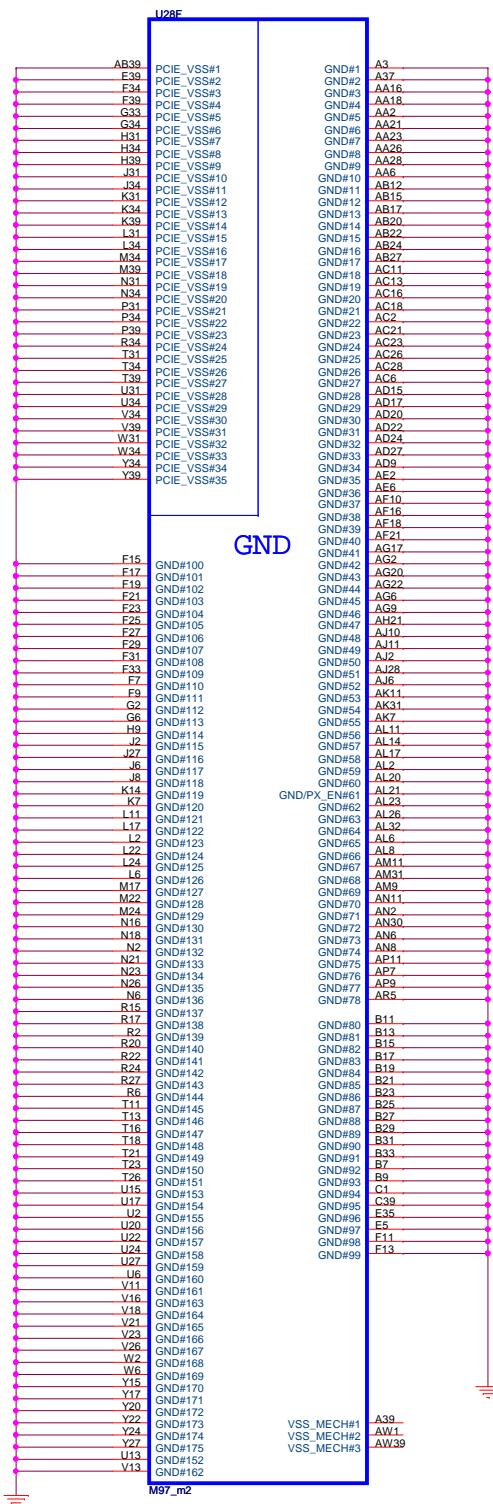 U28F
AB39 PCIE_VSS#1
E39 PCIE_VSS#2
F34 PCIE_VSS#3
F39 PCIE_VSS#4
G33 PCIE_VSS#5
G34 PCIE_VSS#6
H31 PCIE_VSS#7
H34 PCIE_VSS#8
H39 PCIE_VSS#9
J31 PCIE_VSS#10
J34 PCIE_VSS#11
K31 PCIE_VSS#12
K34 PCIE_VSS#13
K39 PCIE_VSS#14
L31 PCIE_VSS#15
L34 PCIE_VSS#16
M34 PCIE_VSS#17
M39 PCIE_VSS#18
N31 PCIE_VSS#19
N34 PCIE_VSS#20
P31 PCIE_VSS#21
P34 PCIE_VSS#22
P39 PCIE_VSS#23
R34 PCIE_VSS#24
T31 PCIE_VSS#25
T34 PCIE_VSS#26
T39 PCIE_VSS#27
U31 PCIE_VSS#28
U34 PCIE_VSS#29
V34 PCIE_VSS#30
V39 PCIE_VSS#31
W31 PCIE_VSS#32
W34 PCIE_VSS#33
Y34 PCIE_VSS#34
Y39 PCIE_VSS#35
GND
F15 GND#100
F17 GND#101
F19 GND#102
F21 GND#103
F23 GND#104
F25 GND#105
F27 GND#106
F29 GND#107
F31 GND#108
F33 GND#109
F7 GND#110
F9 GND#111
G2 GND#112
G6 GND#113
H9 GND#114
J2 GND#115
J27 GND#116
J6 GND#117
J8 GND#118
K14 GND#119
K7 GND#120
L11 GND#121
L17 GND#122
L2 GND#123
L22 GND#124
L24 GND#125
L6 GND#126
M17 GND#127
M22 GND#128
M24 GND#129
N16 GND#130
N18 GND#131
N2 GND#132
N21 GND#133
N23 GND#134
N26 GND#135
N6 GND#136
R15 GND#137
R17 GND#138
R2 GND#139
R20 GND#140
R22 GND#141
R24 GND#142
R27 GND#143
R6 GND#144
T11 GND#145
T13 GND#146
T16 GND#147
T18 GND#148
T21 GND#149
T23 GND#150
T26 GND#151
U15 GND#153
U17 GND#154
U2 GND#155
U20 GND#156
U22 GND#157
U24 GND#158
U27 GND#159
U6 GND#160
V11 GND#161
V16 GND#163
V18 GND#164
V21 GND#165
V23 GND#166
V26 GND#167
W2 GND#168
W6 GND#169
Y15 GND#170
Y17 GND#171
Y20 GND#172
Y22 GND#173
Y24 GND#174
Y27 GND#175
U13 GND#152
V13 GND#162
GND#1 A3
GND#2 A37
GND#3 AA16
GND#4 AA18
GND#5 AA2
GND#6 AA21
GND#7 AA23
GND#8 AA26
GND#9 AA28
GND#10 AA6
GND#11 AB12
GND#12 AB15
GND#13 AB17
GND#14 AB20
GND#15 AB22
GND#16 AB24
GND#17 AB27
GND#18 AC11
GND#19 AC13
GND#20 AC16
GND#21 AC18
GND#22 AC2
GND#23 AC21
GND#24 AC23
GND#25 AC26
GND#26 AC28
GND#27 AC6
GND#28 AD15
GND#29 AD17
GND#30 AD20
GND#31 AD22
GND#32 AD24
GND#33 AD27
GND#34 AD9
GND#35 AE2
GND#36 AE6
GND#37 AF10
GND#38 AF16
GND#39 AF18
GND#40 AF21
GND#41 AG17
GND#42 AG2
GND#43 AG20
GND#44 AG22
GND#45 AG6
GND#46 AG9
GND#47 AH21
GND#48 AJ10
GND#49 AJ11
GND#50 AJ2
GND#51 AJ28
GND#52 AJ6
GND#53 AK11
GND#54 AK31
GND#55 AK7
GND#56 AL11
GND#57 AL14
GND#58 AL17
GND#59 AL2
GND#60 AL20
GND/PX_EN#61 AL21
GND#62 AL23
GND#63 AL26
GND#64 AL32
GND#65 AL6
GND#66 AL8
GND#67 AM11
GND#68 AM31
GND#69 AM9
GND#70 AN11
GND#71 AN2
GND#72 AN30
GND#73 AN6
GND#74 AN8
GND#75 AP11
GND#76 AP7
GND#77 AP9
GND#78 AR5
GND#80 B11
GND#81 B13
GND#82 B15
GND#83 B17
GND#84 B19
GND#85 B21
GND#86 B23
GND#87 B25
GND#88 B27
GND#89 B29
GND#90 B31
GND#91 B33
GND#92 B7
GND#93 B9
GND#94 C1
GND#95 C39
GND#96 E35
GND#97 E5
GND#98 F11
GND#99 F13
VSS_MECH#1 A39
VSS_MECH#2 AW1
VSS_MECH#3 AW39
M97_m2